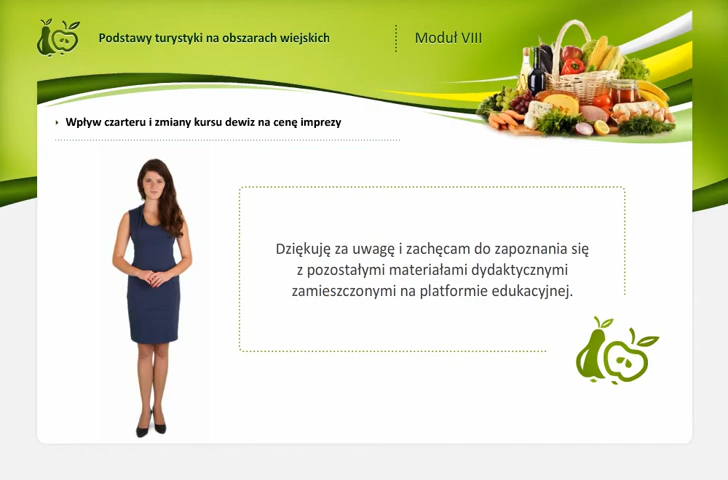 Podstawy turystyki na obszarach wiejskich
Moduł VIII
Wpływ czarteru i zmiany kursu dewiz na cenę imprezy
Dziękuję za uwagę i zachęcam do zapoznania się
z pozostałymi materiałami dydaktycznymi
zamieszczonymi na platformie edukacyjnej.